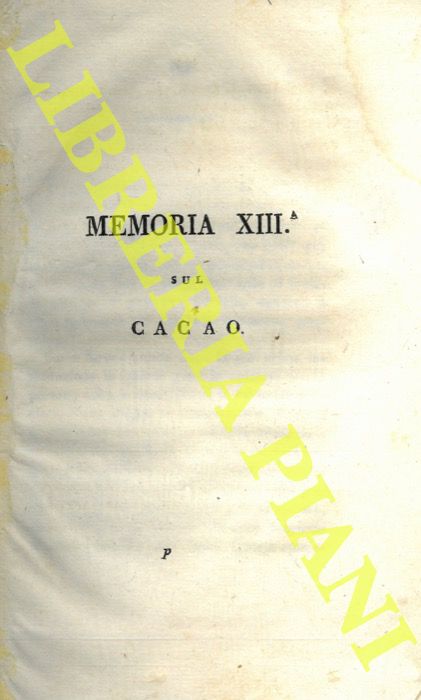 MEMORIA XIII.ᴬ
SUL
CACAO.
p
LIBRERIA PIANI